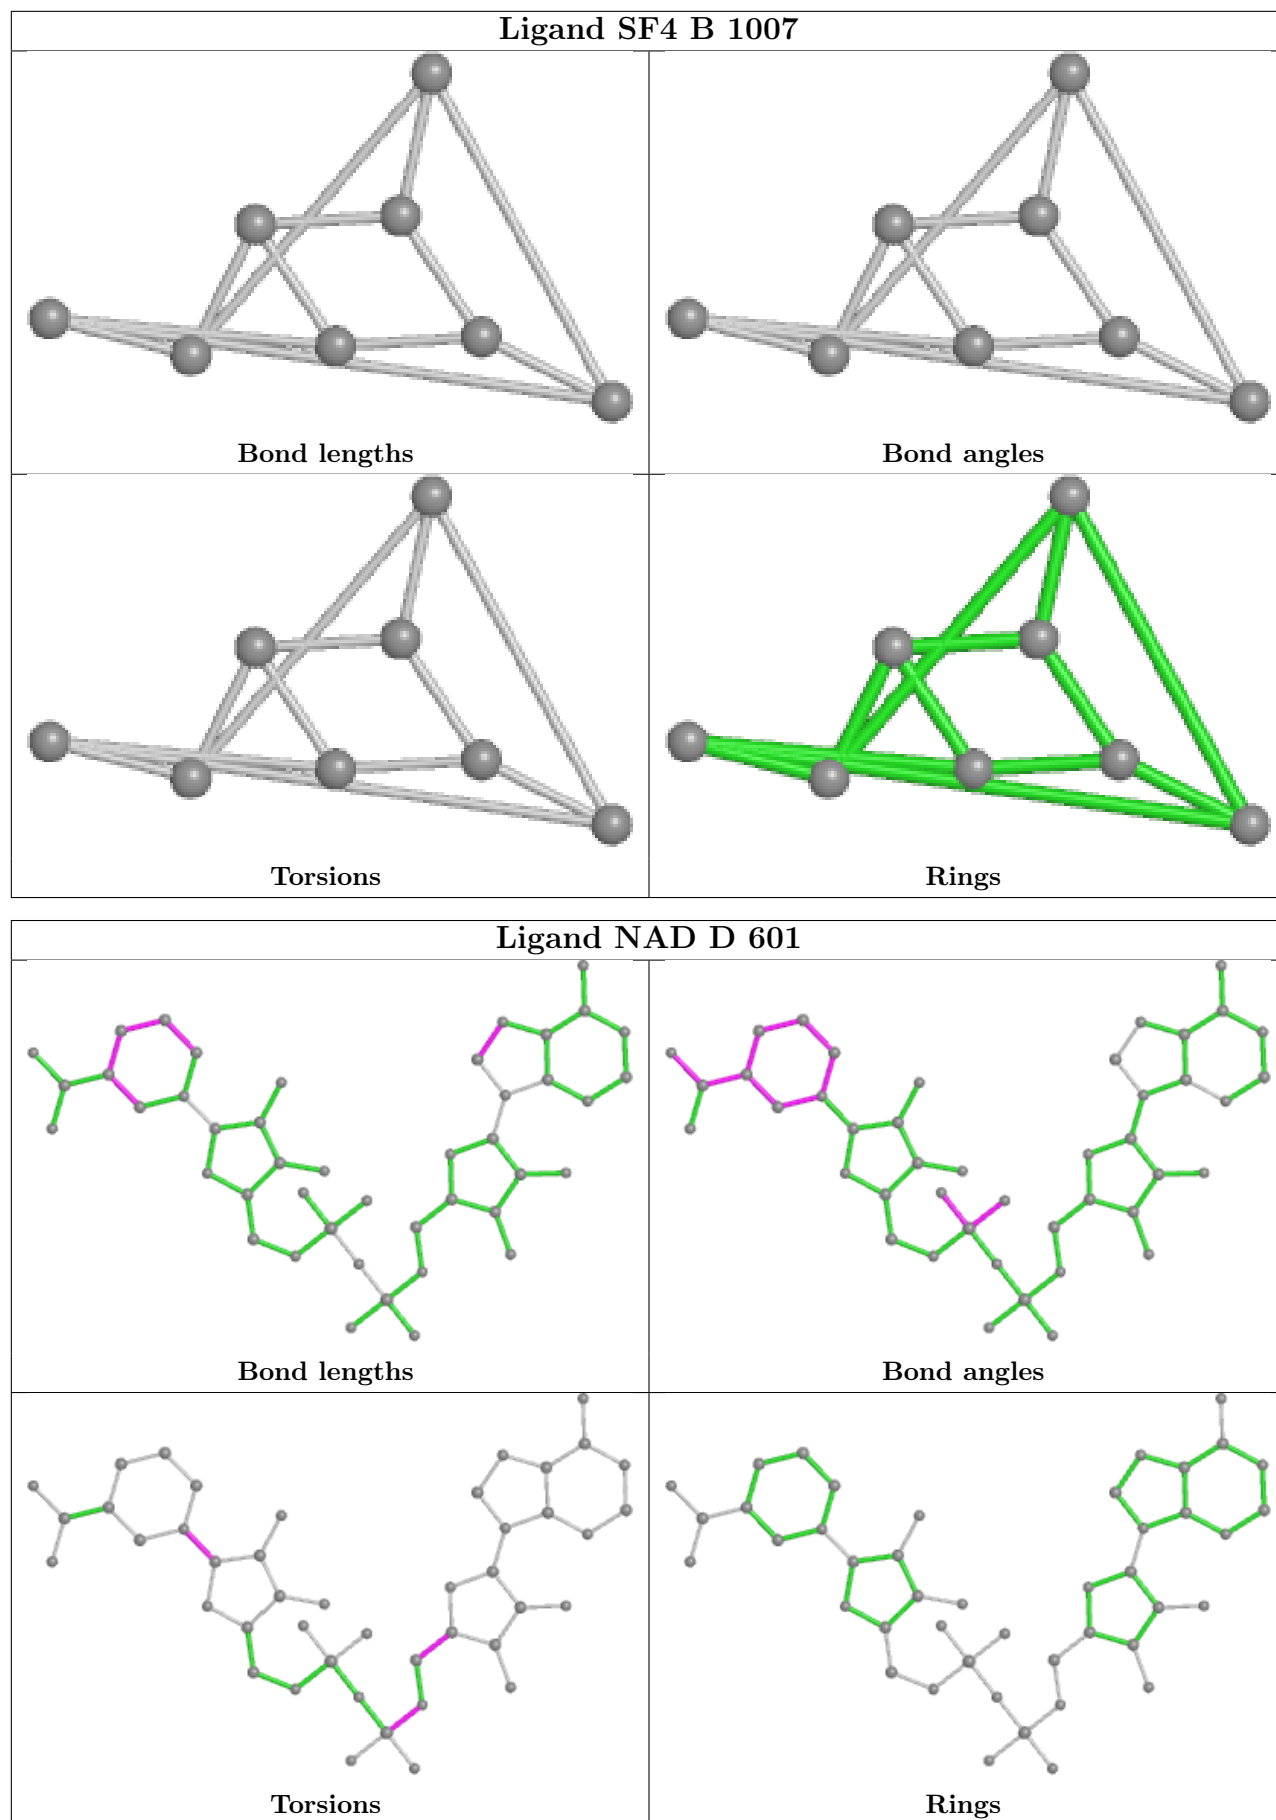 Ligand SF4 B 1007
Bond lengths
Bond angles
Torsions
Rings
Ligand NAD D 601
Bond lengths
Bond angles
Torsions
Rings